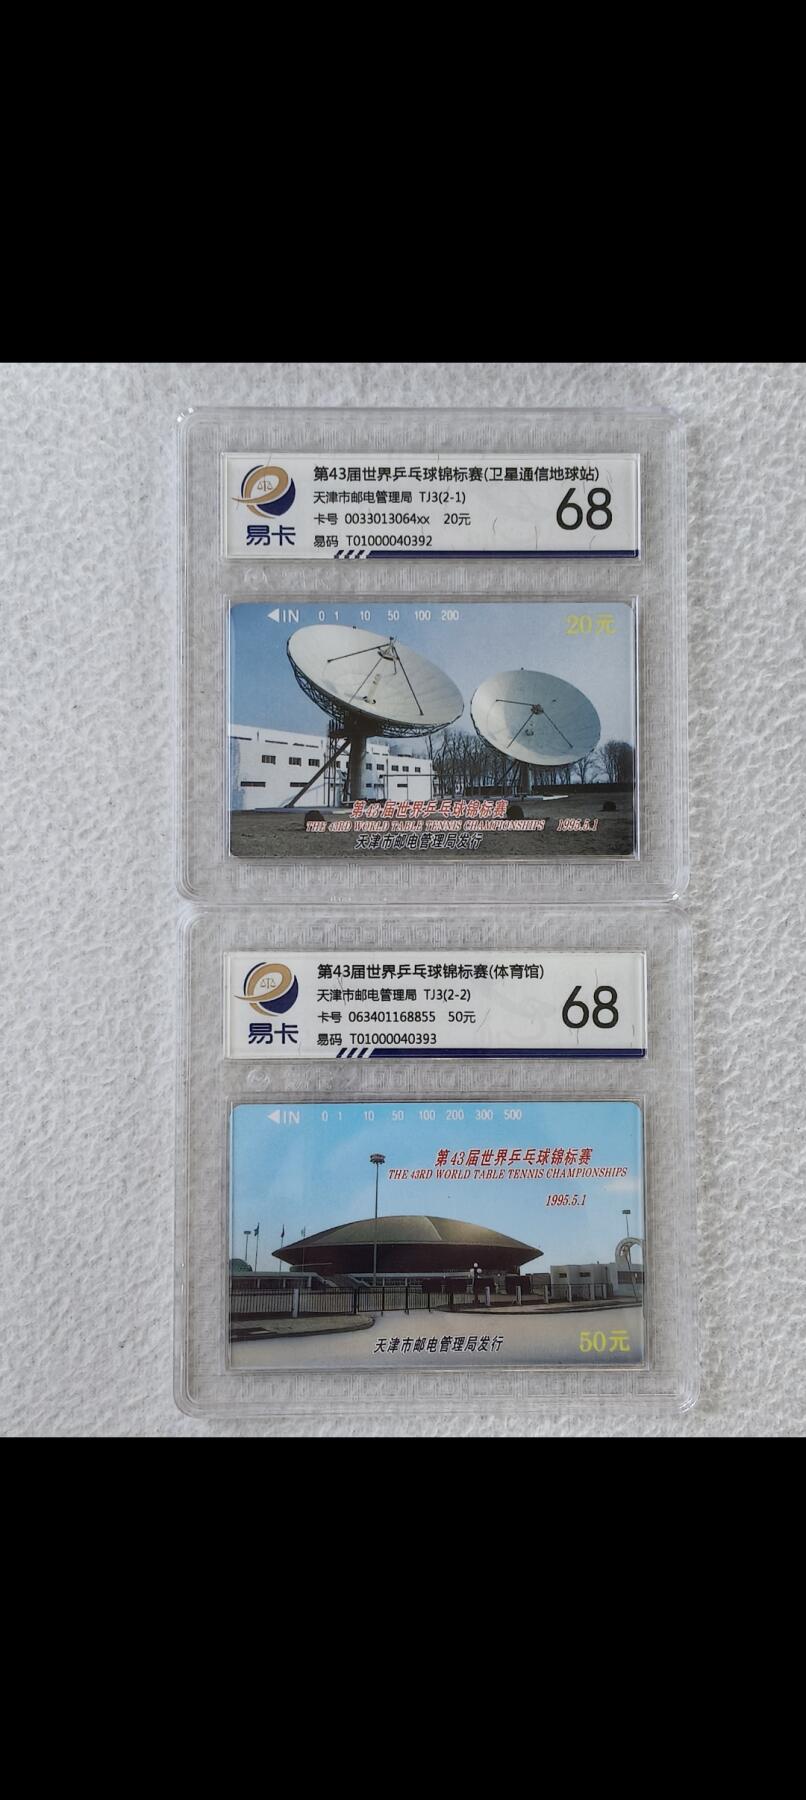 第43届世界乒乓球锦标赛(卫星通信地球站)
天津市邮电管理局 TJ3(2-1)
卡号 0033013064xx 20元
易码 T01000040392
68
易卡
IN 0 1 10 50 100 200
20元
第43届世界乒乓球锦标赛
THE 43RD WORLD TABLE TENNIS CHAMPIONSHIPS 1995.5.1
天津市邮电管理局发行
第43届世界乒乓球锦标赛(体育馆)
天津市邮电管理局 TJ3(2-2)
卡号 063401168855 50元
易码 T01000040393
68
易卡
IN 0 1 10 50 100 200 300 500
第43届世界乒乓球锦标赛
THE 43RD WORLD TABLE TENNIS CHAMPIONSHIPS
1995.5.1
天津市邮电管理局发行
50元